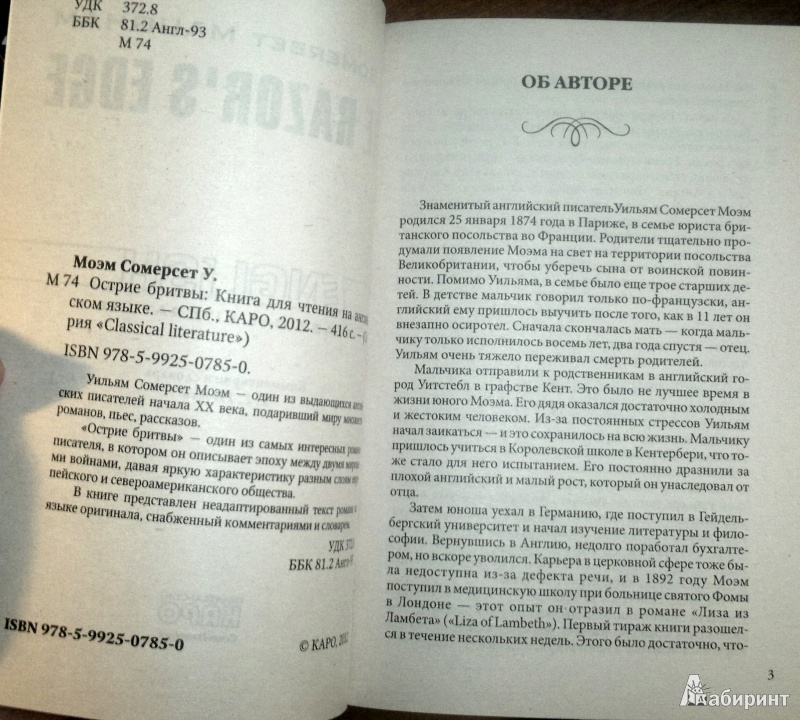 УДК 372.8
ББК 81.2 Англ-93
М 74
RAZOR'S EDGE
Моэм Сомерсет У.
М 74 Острие бритвы: Книга для чтения на
ском языке. — СПб., КАРО, 2012. — 416 с. –
рия «Classical literature»)
ISBN 978-5-9925-0785-0.
Уильям Сомерсет Моэм — один из выдающихся
ских писателей начала XX века, подаривший миру
романов, пьес, рассказов.
«Острие бритвы» — один из самых интересных
писателя, в котором он описывает эпоху между двумя
ми войнами, давая яркую характеристику разным слоям
пейского и североамериканского общества.
В книге представлен неадаптированный текст
языке оригинала, снабженный комментариями и
УДК
ББК 81.2
КАРО
ISBN 978-5-9925-0785-0
© КАРО,
ОБ АВТОРЕ
Знаменитый английский писательУильям Сомерсет Моэм
родился 25 января 1874 года в Париже, в семье юриста бри-
танского посольства во Франции. Родители тщательно про-
думали появление Моэма на свет на территории посольства
Великобритании, чтобы уберечь сына от воинской повин-
ности. Помимо Уильяма, в семье было еще трое старших де-
тей. В детстве мальчик говорил только по-французски, ан-
глийский ему пришлось выучить после того, как в 11 лет он
внезапно осиротел. Сначала скончалась мать — когда маль-
чику только исполнилось восемь лет, два года спустя — отец.
Уильям очень тяжело переживал смерть родителей.
Мальчика отправили к родственникам в английский го-
род Уитстебл в графстве Кент. Это было не лучшее время в
жизни юного Моэма. Его дядя оказался достаточно холодным
и жестоким человеком. Из-за постоянных стрессов Уильям
начал заикаться — и это сохранилось на всю жизнь. Мальчику
пришлось учиться в Королевской школе в Кентербери, что то-
же стало для него испытанием. Его постоянно дразнили за
плохой английский и малый рост, который он унаследовал от
отца.
Затем юноша уехал в Германию, где поступил в Гейдель-
бергский университет и начал изучение литературы и фило-
софии. Вернувшись в Англию, недолго поработал бухгалте-
ром, но вскоре уволился. Карьера в церковной сфере тоже бы-
ла недоступна из-за дефекта речи, и в 1892 году Моэм
поступил в медицинскую школу при больнице святого Фомы
в Лондоне — этот опыт он отразил в романе «Лиза из
Ламбета» («Liza of Lambeth»). Первый тираж книги разошел-
ся в течение нескольких недель. Этого было достаточно, что-
3
Лабиринт